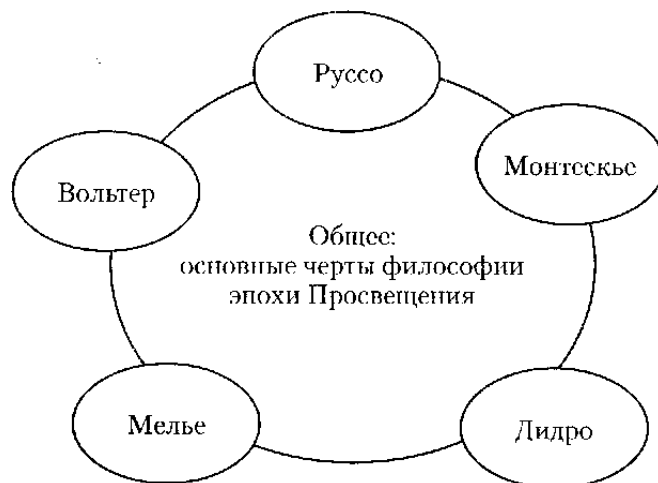 Руссо
Монтескье
Вольтер
Общее:
основные черты философии
эпохи Просвещения
Мелье
Дидро